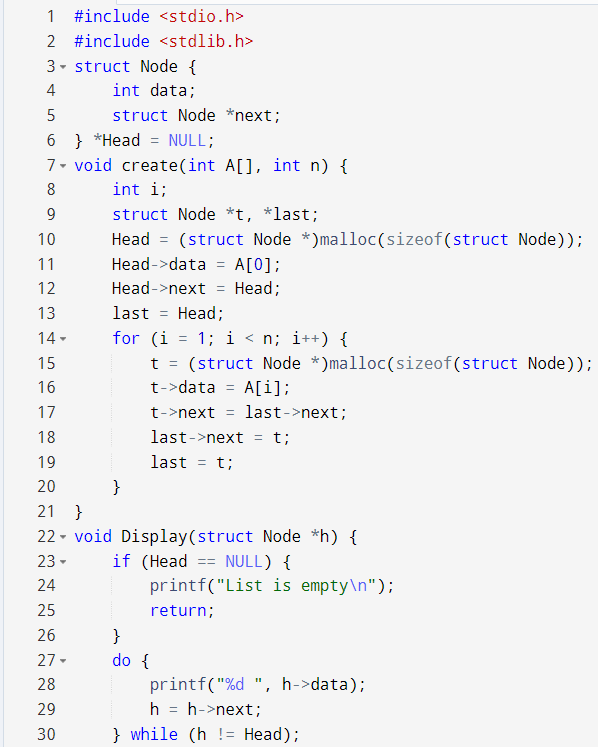 1 #include <stdio.h>
2 #include <stdlib.h>
3 struct Node {
4     int data;
5     struct Node *next;
6 } *Head = NULL;
7 void create(int A[], int n) {
8     int i;
9     struct Node *t, *last;
10     Head = (struct Node *)malloc(sizeof(struct Node));
11     Head->data = A[0];
12     Head->next = Head;
13     last = Head;
14     for (i = 1; i < n; i++) {
15         t = (struct Node *)malloc(sizeof(struct Node));
16         t->data = A[i];
17         t->next = last->next;
18         last->next = t;
19         last = t;
20     }
21 }
22 void Display(struct Node *h) {
23     if (Head == NULL) {
24         printf("List is empty\n");
25         return;
26     }
27     do {
28         printf("%d ", h->data);
29         h = h->next;
30     } while (h != Head);